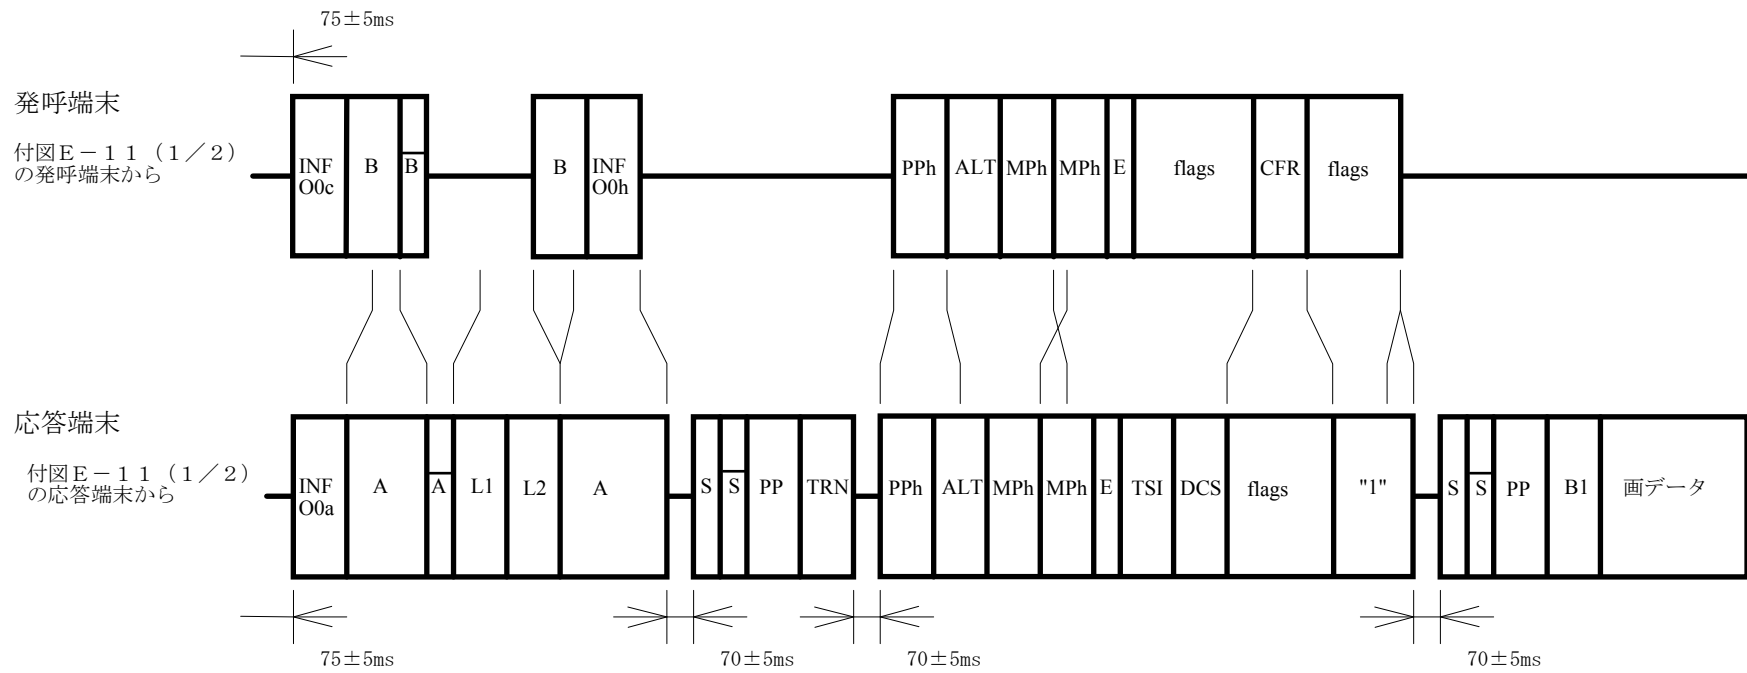 75±5ms
発呼端末
付図E－11（1／2）
の発呼端末から
INF
O0c
B
B
B
INF
O0h
PPh
ALT
MPh
MPh
E
flags
CFR
flags
応答端末
付図E－11（1／2）
の応答端末から
INF
O0a
A
A
L1
L2
A
S
S
PP
TRN
PPh
ALT
MPh
MPh
E
TSI
DCS
flags
"1"
S
S
PP
B1
画データ
75±5ms
70±5ms
70±5ms
70±5ms